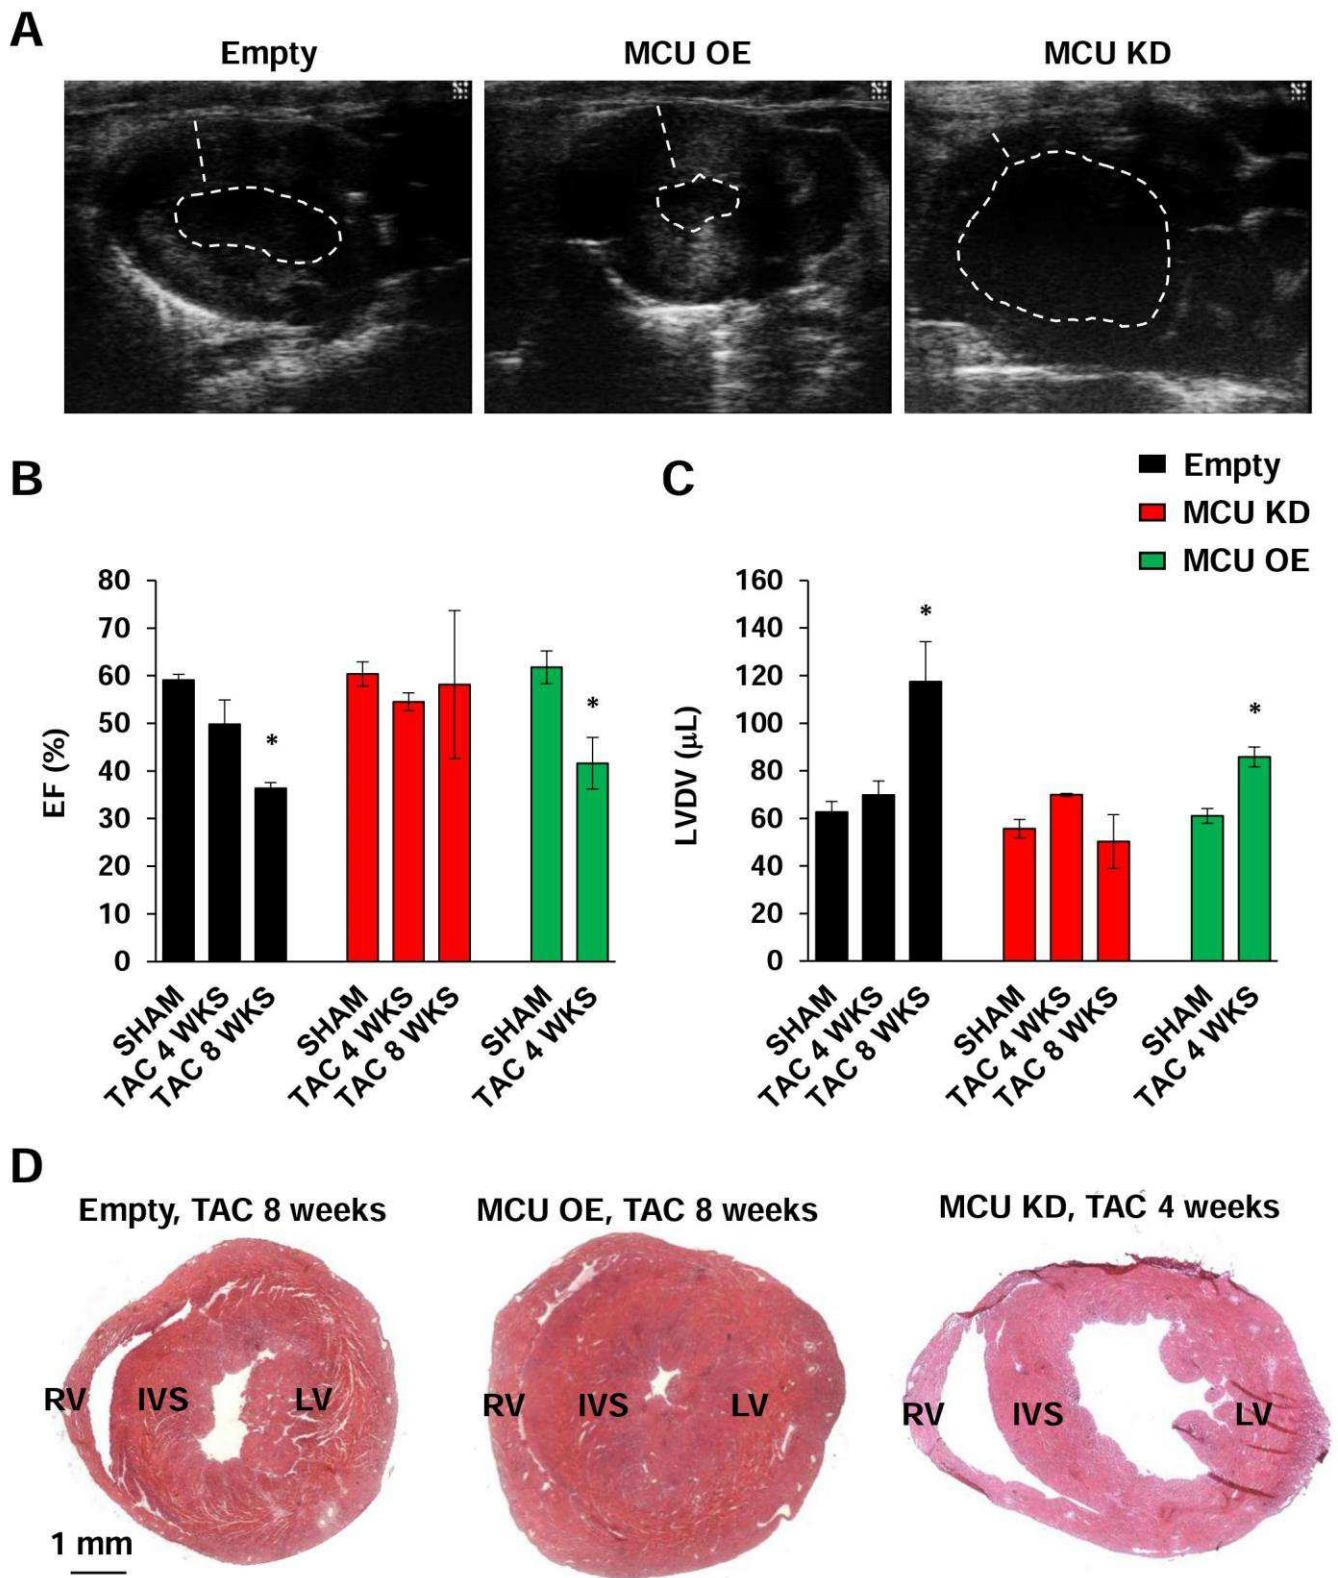 A
Empty
MCU OE
MCU KD
B
C
Empty
MCU KD
MCU OE
EF (%)
80
70
60
50
40
30
20
10
0
*
*
SHAM
TAC 4 WKS
TAC 8 WKS
SHAM
TAC 4 WKS
TAC 8 WKS
SHAM
TAC 4 WKS
LVDV (µL)
160
140
120
100
80
60
40
20
0
*
*
SHAM
TAC 4 WKS
TAC 8 WKS
SHAM
TAC 4 WKS
TAC 8 WKS
SHAM
TAC 4 WKS
D
Empty, TAC 8 weeks
MCU OE, TAC 8 weeks
MCU KD, TAC 4 weeks
RV IVS LV
RV IVS LV
RV IVS LV
1 mm